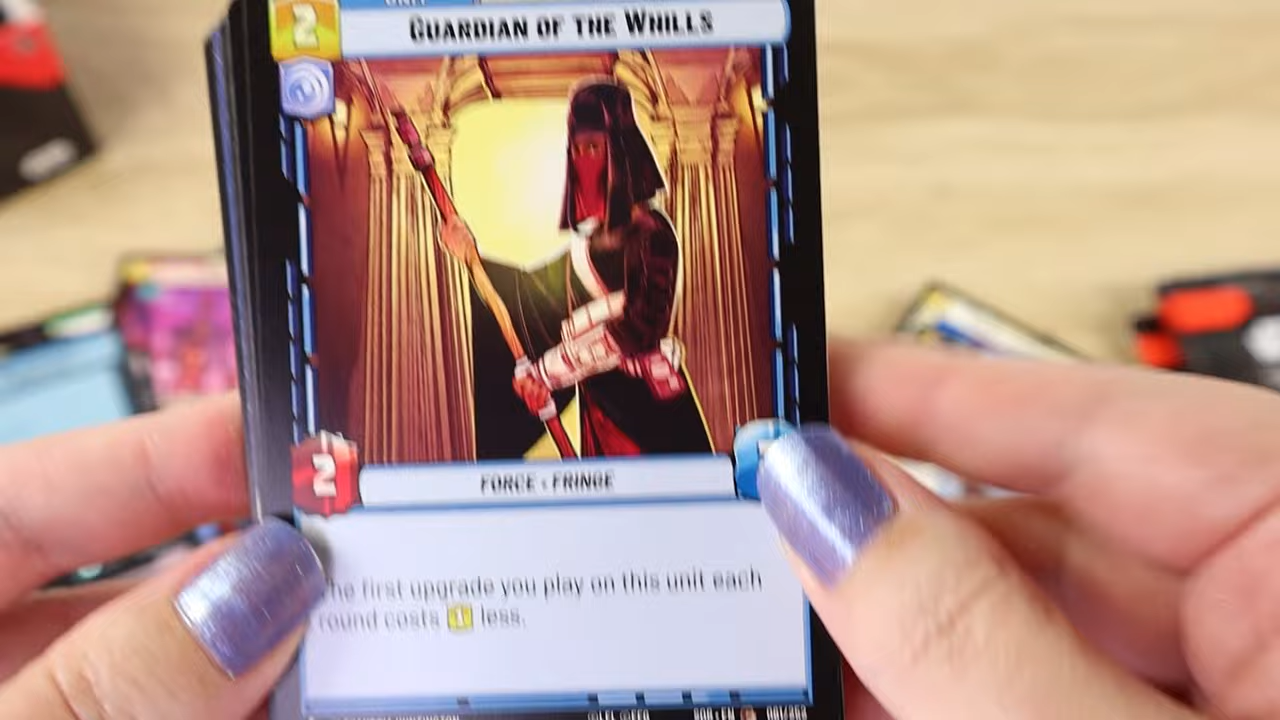 2
GUARDIAN OF THE WHILLS
2
FORCE • FRINGE
The first upgrade you play on this unit each
round costs 1 less.